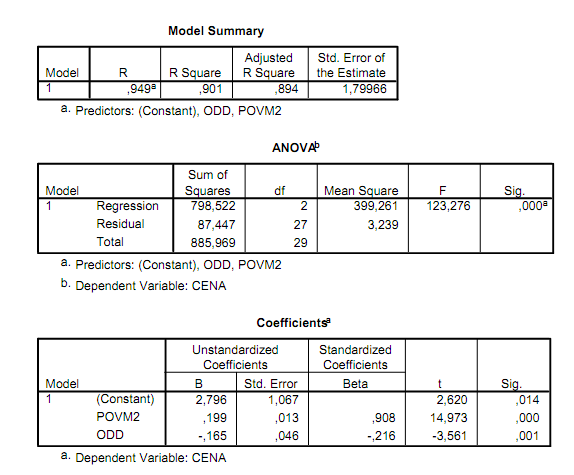 Model Summary
Adjusted Std. Error of
Model R R Square R Square the Estimate
1 ,949a ,901 ,894 1,79966
a. Predictors: (Constant), ODD, POVM2
ANOVAb
Sum of
Model Squares df Mean Square F Sig.
1 Regression 798,522 2 399,261 123,276 ,000a
Residual 87,447 27 3,239
Total 885,969 29
a. Predictors: (Constant), ODD, POVM2
b. Dependent Variable: CENA
Coefficientsa
Unstandardized Standardized
Coefficients Coefficients
Model B Std. Error Beta t Sig.
1 (Constant) 2,796 1,067 2,620 ,014
POVM2 ,199 ,013 ,908 14,973 ,000
ODD -,165 ,046 -,216 -3,561 ,001
a. Dependent Variable: CENA